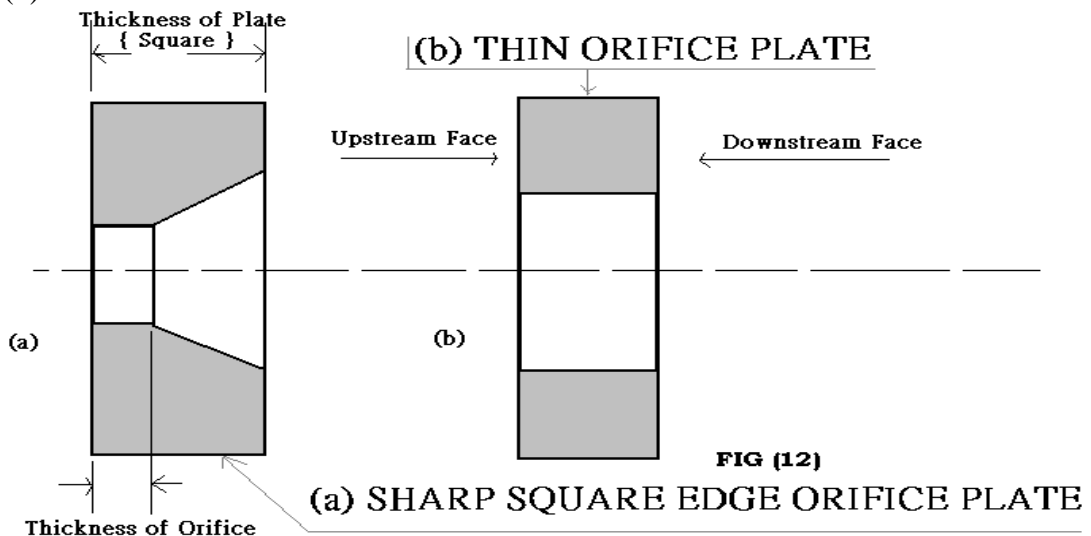 Thickness of Plate
{ Square }
(b) THIN ORIFICE PLATE
Upstream Face
Downstream Face
(a)
(b)
FIG (12)
(a) SHARP SQUARE EDGE ORIFICE PLATE
Thickness of Orifice